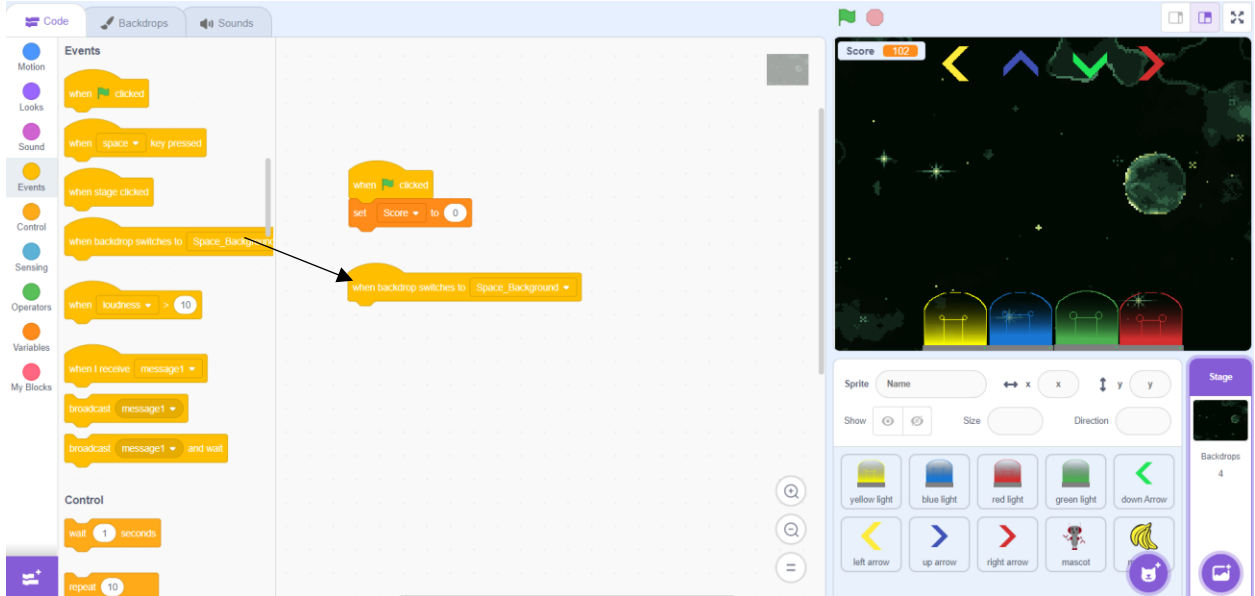 Code
Backdrops
Sounds
Motion
Looks
Sound
Events
Control
Sensing
Operators
Variables
My Blocks
Events
when clicked
when space key pressed
when stage clicked
when backdrop switches to Space_Background
when loudness > 10
when I receive message1
broadcast message1
broadcast message1 and wait
Control
wait 1 seconds
repeat 10
when clicked
set Score to 0
when backdrop switches to Space_Background
Score 102
Sprite Name x x y y
Show Size Direction
yellow light
blue light
red light
green light
down Arrow
left arrow
up arrow
right arrow
mascot
Stage
Backdrops
4